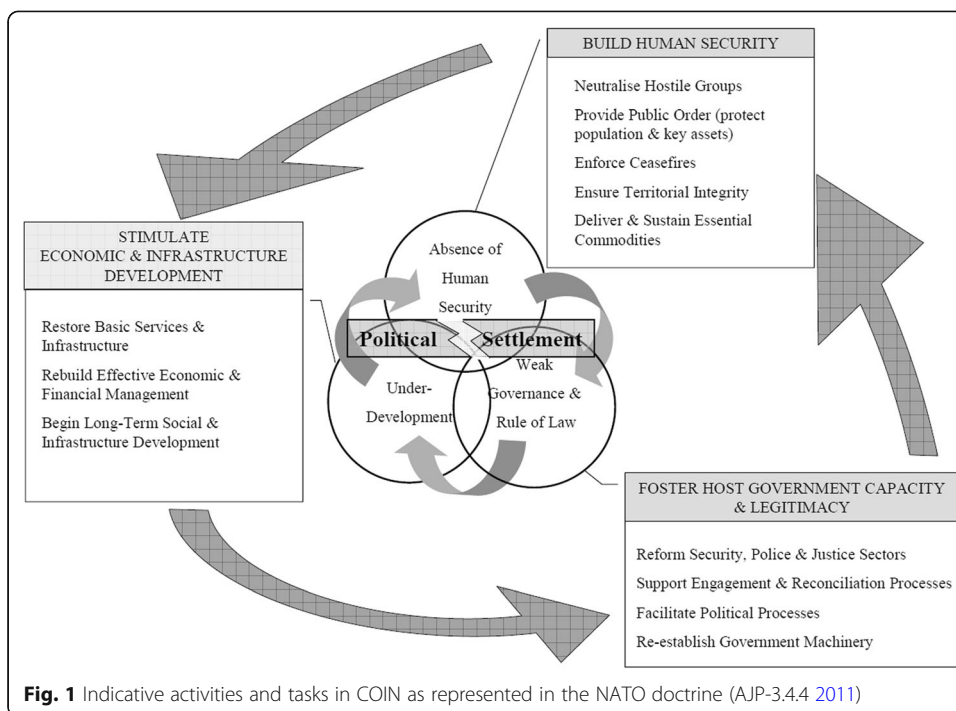 BUILD HUMAN SECURITY
Neutralise Hostile Groups
Provide Public Order (protect
population & key assets)
Enforce Ceasefires
Ensure Territorial Integrity
Deliver & Sustain Essential
Commodities
STIMULATE
ECONOMIC & INFRASTRUCTURE
DEVELOPMENT
Restore Basic Services &
Infrastructure
Rebuild Effective Economic &
Financial Management
Begin Long-Term Social &
Infrastructure Development
Absence of
Human
Security
Political Settlement
Under-
Development
Weak
Governance &
Rule of Law
FOSTER HOST GOVERNMENT CAPACITY
& LEGITIMACY
Reform Security, Police & Justice Sectors
Support Engagement & Reconciliation Processes
Facilitate Political Processes
Re-establish Government Machinery
Fig. 1 Indicative activities and tasks in COIN as represented in the NATO doctrine (AJP-3.4.4 2011)